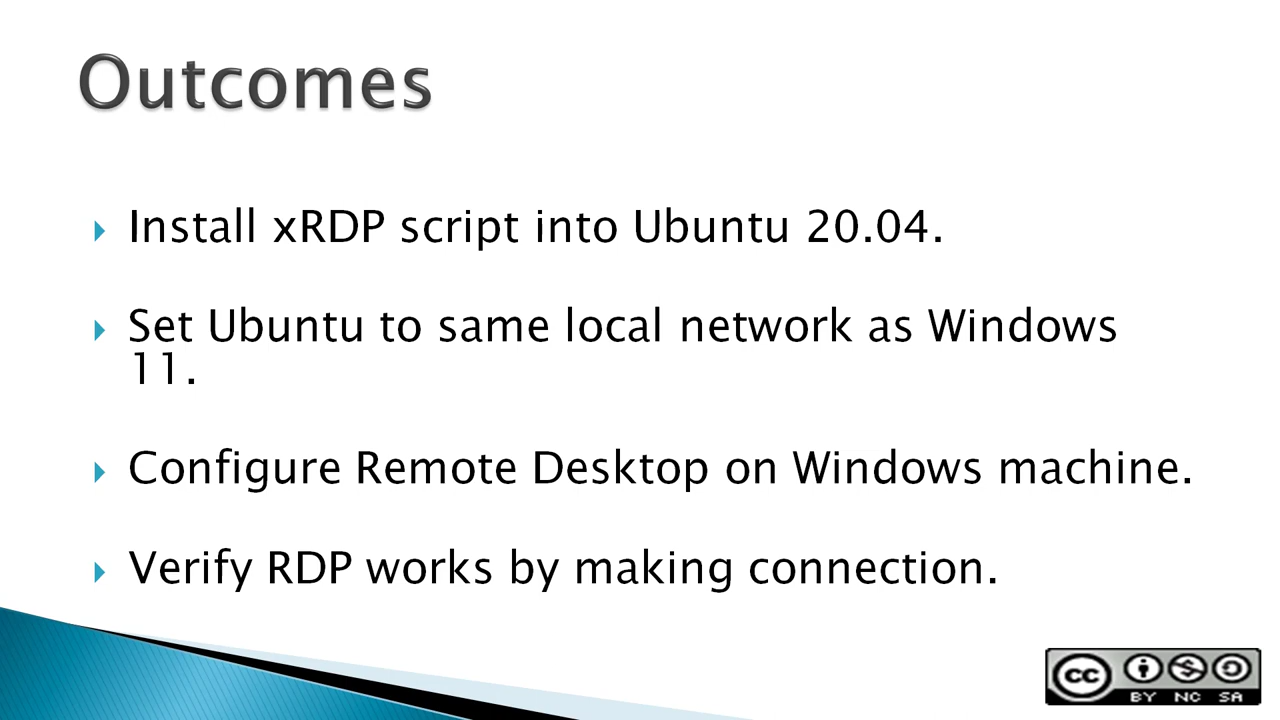 Outcomes
Install xRDP script into Ubuntu 20.04.
Set Ubuntu to same local network as Windows
11.
Configure Remote Desktop on Windows machine.
Verify RDP works by making connection.
cc
BY NC SA